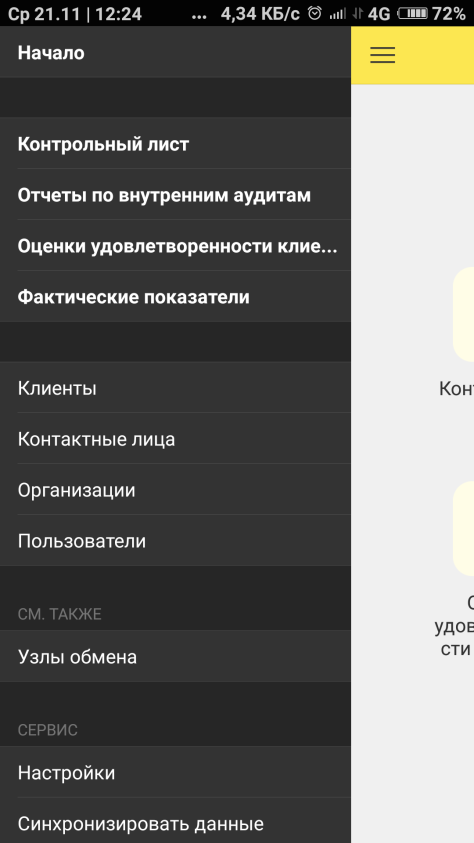 Ср 21.11 | 12:24 ... 4,34 КБ/с 4G 72%
Начало
Контрольный лист
Отчеты по внутренним аудитам
Оценки удовлетворенности клие...
Фактические показатели
Клиенты
Кон
Контактные лица
Организации
Пользователи
СМ. ТАКЖЕ
удов
Узлы обмена
сти
СЕРВИС
Настройки
Синхронизировать данные